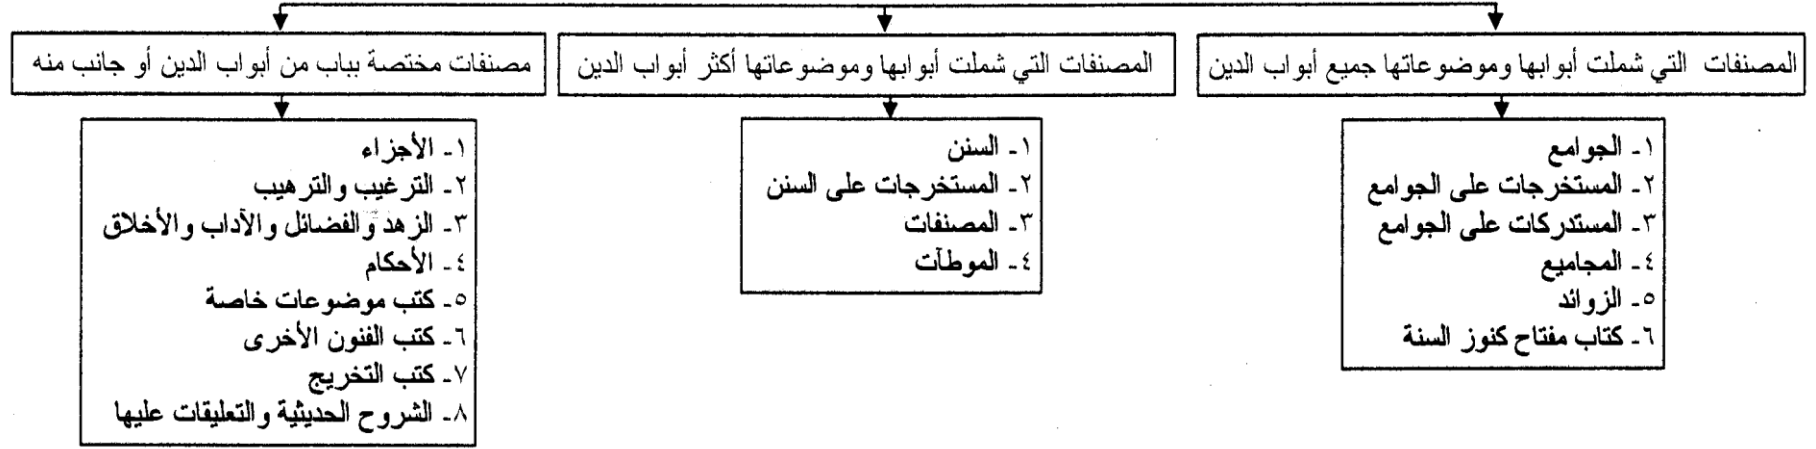 المصنفات التي شملت أبوابها وموضوعاتها جميع أبواب الدين
١- الجوامع
٢- المستخرجات على الجوامع
٣- المستدركات على الجوامع
٤- المجاميع
٥- الزوائد
٦- كتاب مفتاح كنوز السنة
المصنفات التي شملت أبوابها وموضوعاتها أكثر أبواب الدين
١- السنن
٢- المستخرجات على السنن
٣- المصنفات
٤- الموطآت
مصنفات مختصة بباب من أبواب الدين أو جانب منه
١- الأجزاء
٢- الترغيب والترهيب
٣- الزهد والفضائل والآداب والأخلاق
٤- الأحكام
٥- كتب موضوعات خاصة
٦- كتب الفنون الأخرى
٧- كتب التخريج
٨- الشروح الحديثية والتعليقات عليها